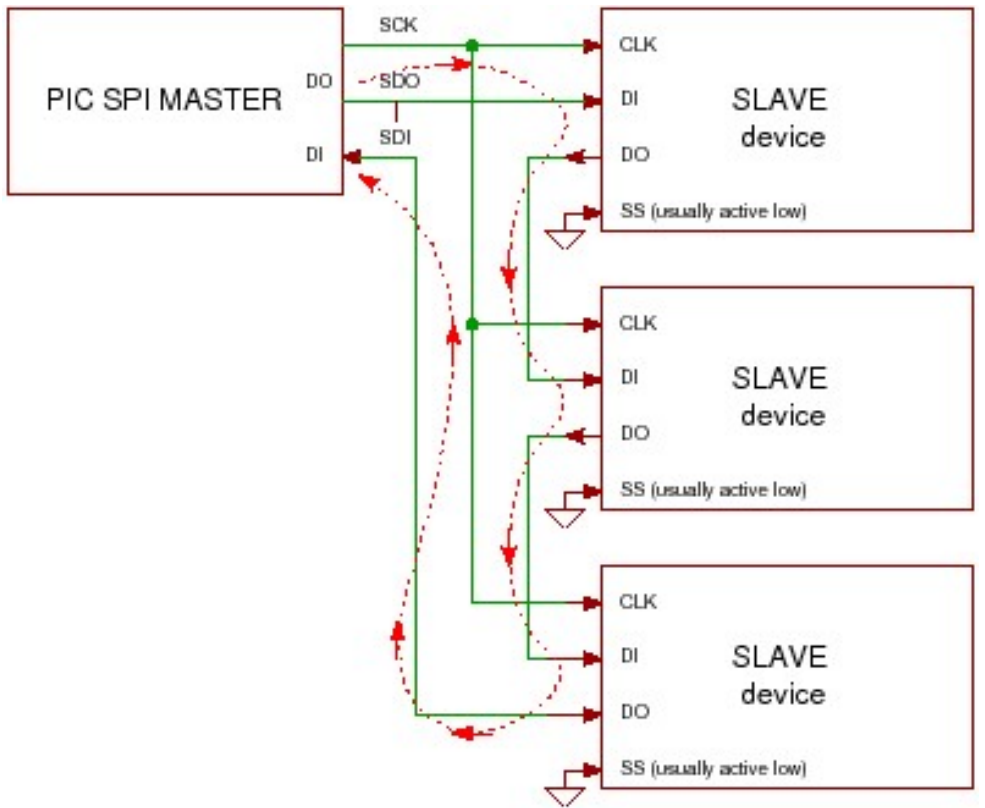 SCK
CLK
DO
SDO
PIC SPI MASTER
DI
SLAVE
device
SDI
DI
DO
SS (usually active low)
CLK
DI
SLAVE
device
DO
SS (usually active low)
CLK
DI
SLAVE
device
DO
SS (usually active low)